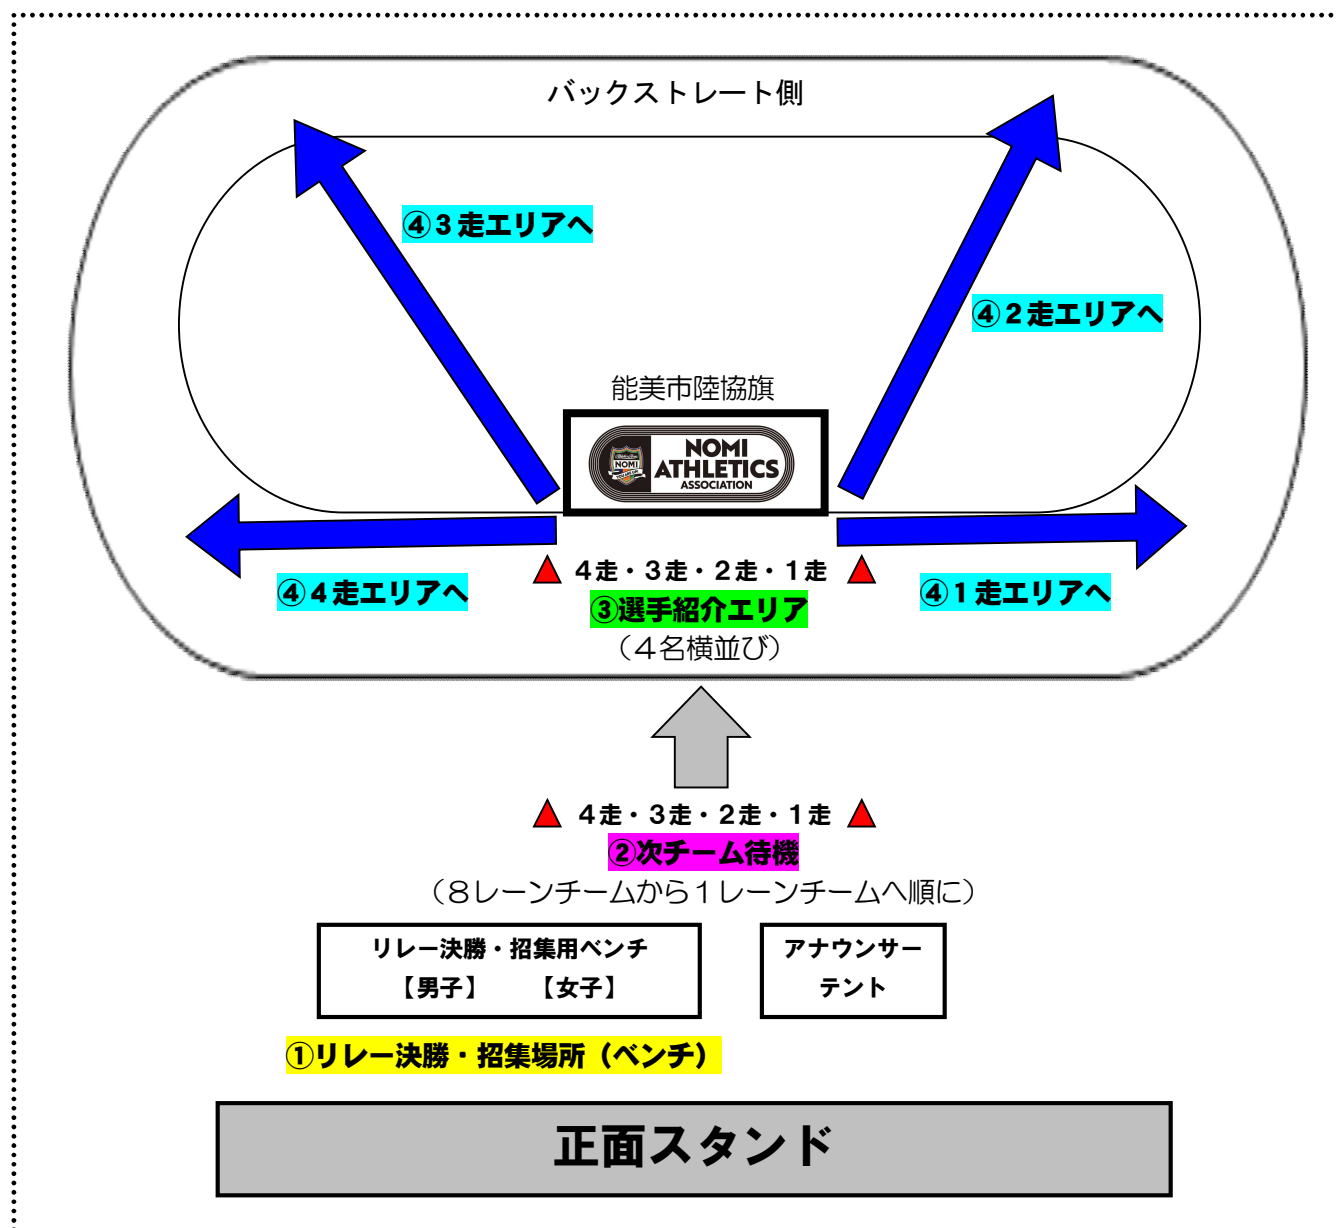 バックストレート側
④３走エリアへ
④２走エリアへ
能美市陸協旗
NOMI
NOMI
ATHLETICS
ASSOCIATION
４走・３走・２走・１走
④４走エリアへ
③選手紹介エリア
④１走エリアへ
（４名横並び）
４走・３走・２走・１走
②次チーム待機
（８レーンチームから１レーンチームへ順に）
リレー決勝・招集用ベンチ
【男子】　【女子】
アナウンサー
テント
①リレー決勝・招集場所（ベンチ）
正面スタンド